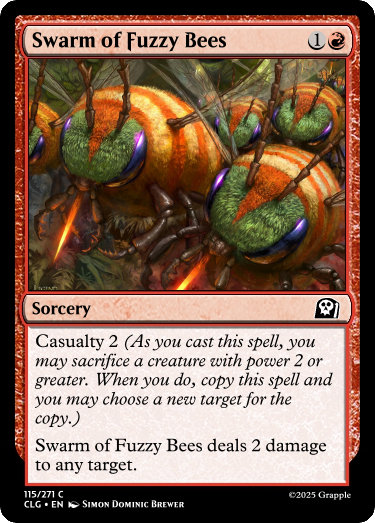 Swarm of Fuzzy Bees 1
Sorcery
Casualty 2 (As you cast this spell, you
may sacrifice a creature with power 2 or
greater. When you do, copy this spell and
you may choose a new target for the
copy.)
Swarm of Fuzzy Bees deals 2 damage
to any target.
115/271 C
©2025 Grapple
CLG • EN Simon Dominic Brewer